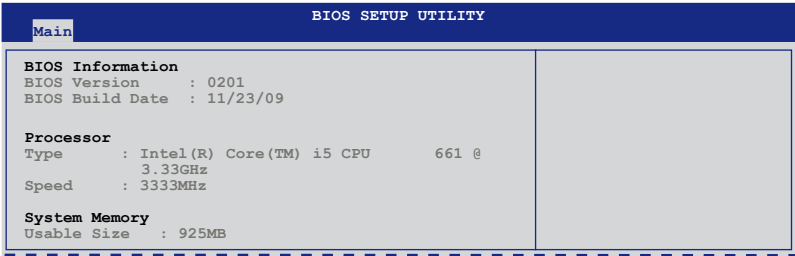 BIOS SETUP UTILITY
Main
BIOS Information
BIOS Version : 0201
BIOS Build Date : 11/23/09
Processor
Type : Intel(R) Core(TM) i5 CPU 661 @
3.33GHz
Speed : 3333MHz
System Memory
Usable Size : 925MB